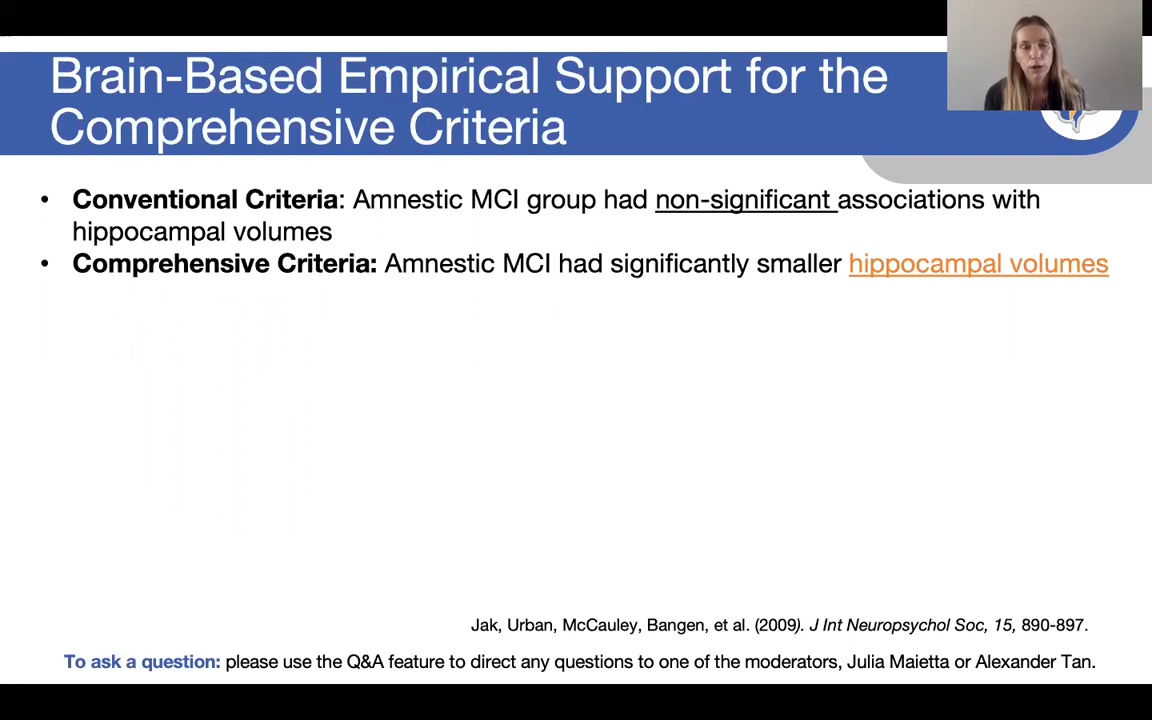 Brain-Based Empirical Support for the
Comprehensive Criteria
• Conventional Criteria: Amnestic MCI group had non-significant associations with
hippocampal volumes
• Comprehensive Criteria: Amnestic MCI had significantly smaller hippocampal volumes
Jak, Urban, McCauley, Bangen, et al. (2009). J Int Neuropsychol Soc, 15, 890-897.
To ask a question: please use the Q&A feature to direct any questions to one of the moderators, Julia Maietta or Alexander Tan.